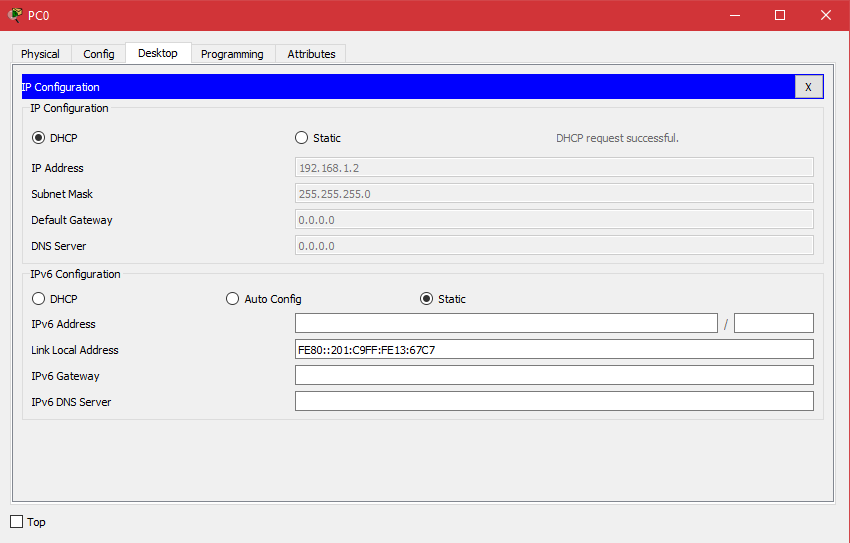 PC0
Physical Config Desktop Programming Attributes
IP Configuration X
IP Configuration
DHCP Static DHCP request successful.
IP Address 192.168.1.2
Subnet Mask 255.255.255.0
Default Gateway 0.0.0.0
DNS Server 0.0.0.0
IPv6 Configuration
DHCP Auto Config Static
IPv6 Address /
Link Local Address FE80::201:C9FF:FE13:67C7
IPv6 Gateway
IPv6 DNS Server
Top